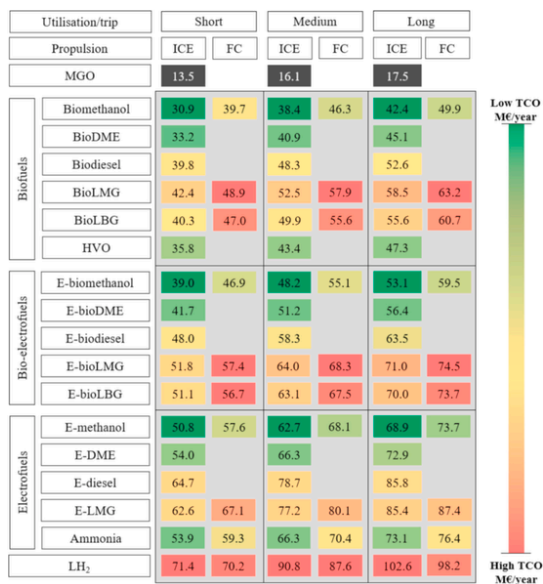 Utilisation/trip Short Medium Long
Propulsion ICE FC ICE FC ICE FC
MGO 13.5 16.1 17.5
Low TCO
M€/year
Biofuels
Biomethanol 30.9 39.7 38.4 46.3 42.4 49.9
BioDME 33.2 40.9 45.1
Biodiesel 39.8 48.3 52.6
BioLMG 42.4 48.9 52.5 57.9 58.5 63.2
BioLBG 40.3 47.0 49.9 55.6 55.6 60.7
HVO 35.8 43.4 47.3
Bio-electrofuels
E-biomethanol 39.0 46.9 48.2 55.1 53.1 59.5
E-bioDME 41.7 51.2 56.4
E-biodiesel 48.0 58.3 63.5
E-bioLMG 51.8 57.4 64.0 68.3 71.0 74.5
E-bioLBG 51.1 56.7 63.1 67.5 70.0 73.7
Electrofuels
E-methanol 50.8 57.6 62.7 68.1 68.9 73.7
E-DME 54.0 66.3 72.9
E-diesel 64.7 78.7 85.8
E-LMG 62.6 67.1 77.2 80.1 85.4 87.4
Ammonia 53.9 59.3 66.3 70.4 73.1 76.4
LH₂ 71.4 70.2 90.8 87.6 102.6 98.2
High TCO
M€/year